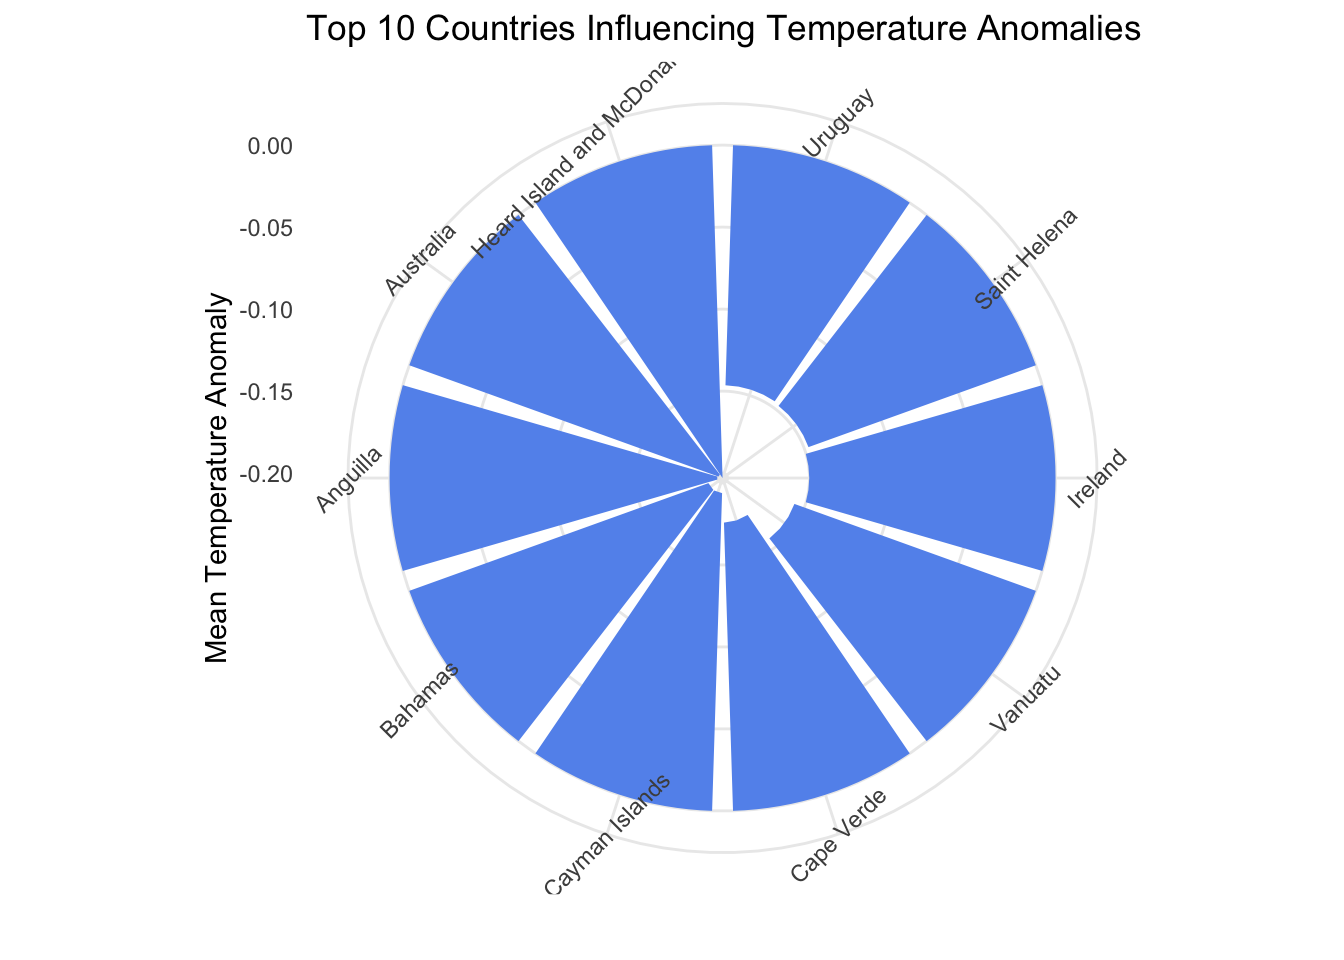 Top 10 Countries Influencing Temperature Anomalies
Mean Temperature Anomaly
0.00
-0.05
-0.10
-0.15
-0.20
Uruguay
Saint Helena
Ireland
Vanuatu
Cape Verde
Cayman Islands
Bahamas
Anguilla
Australia
Heard Island and